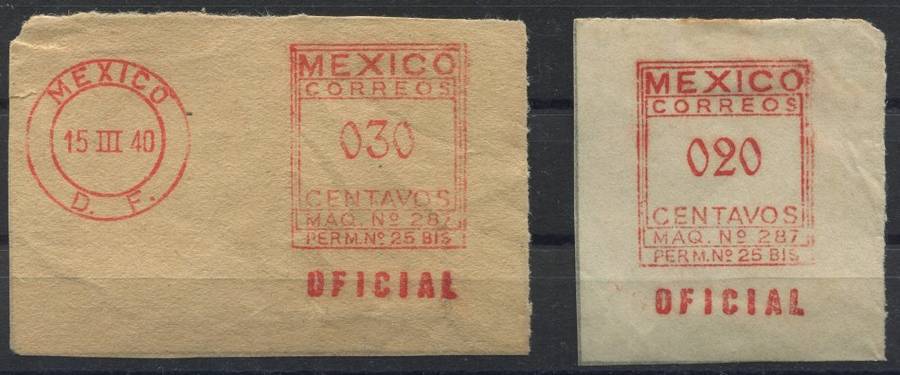 MEXICO
15 III 40
D. F.
MEXICO
CORREOS
030
CENTAVOS
MAQ. Nº 287
PERM. Nº 25 BIS
OFICIAL
MEXICO
CORREOS
020
CENTAVOS
MAQ. Nº 287
PERM. Nº 25 BIS
OFICIAL